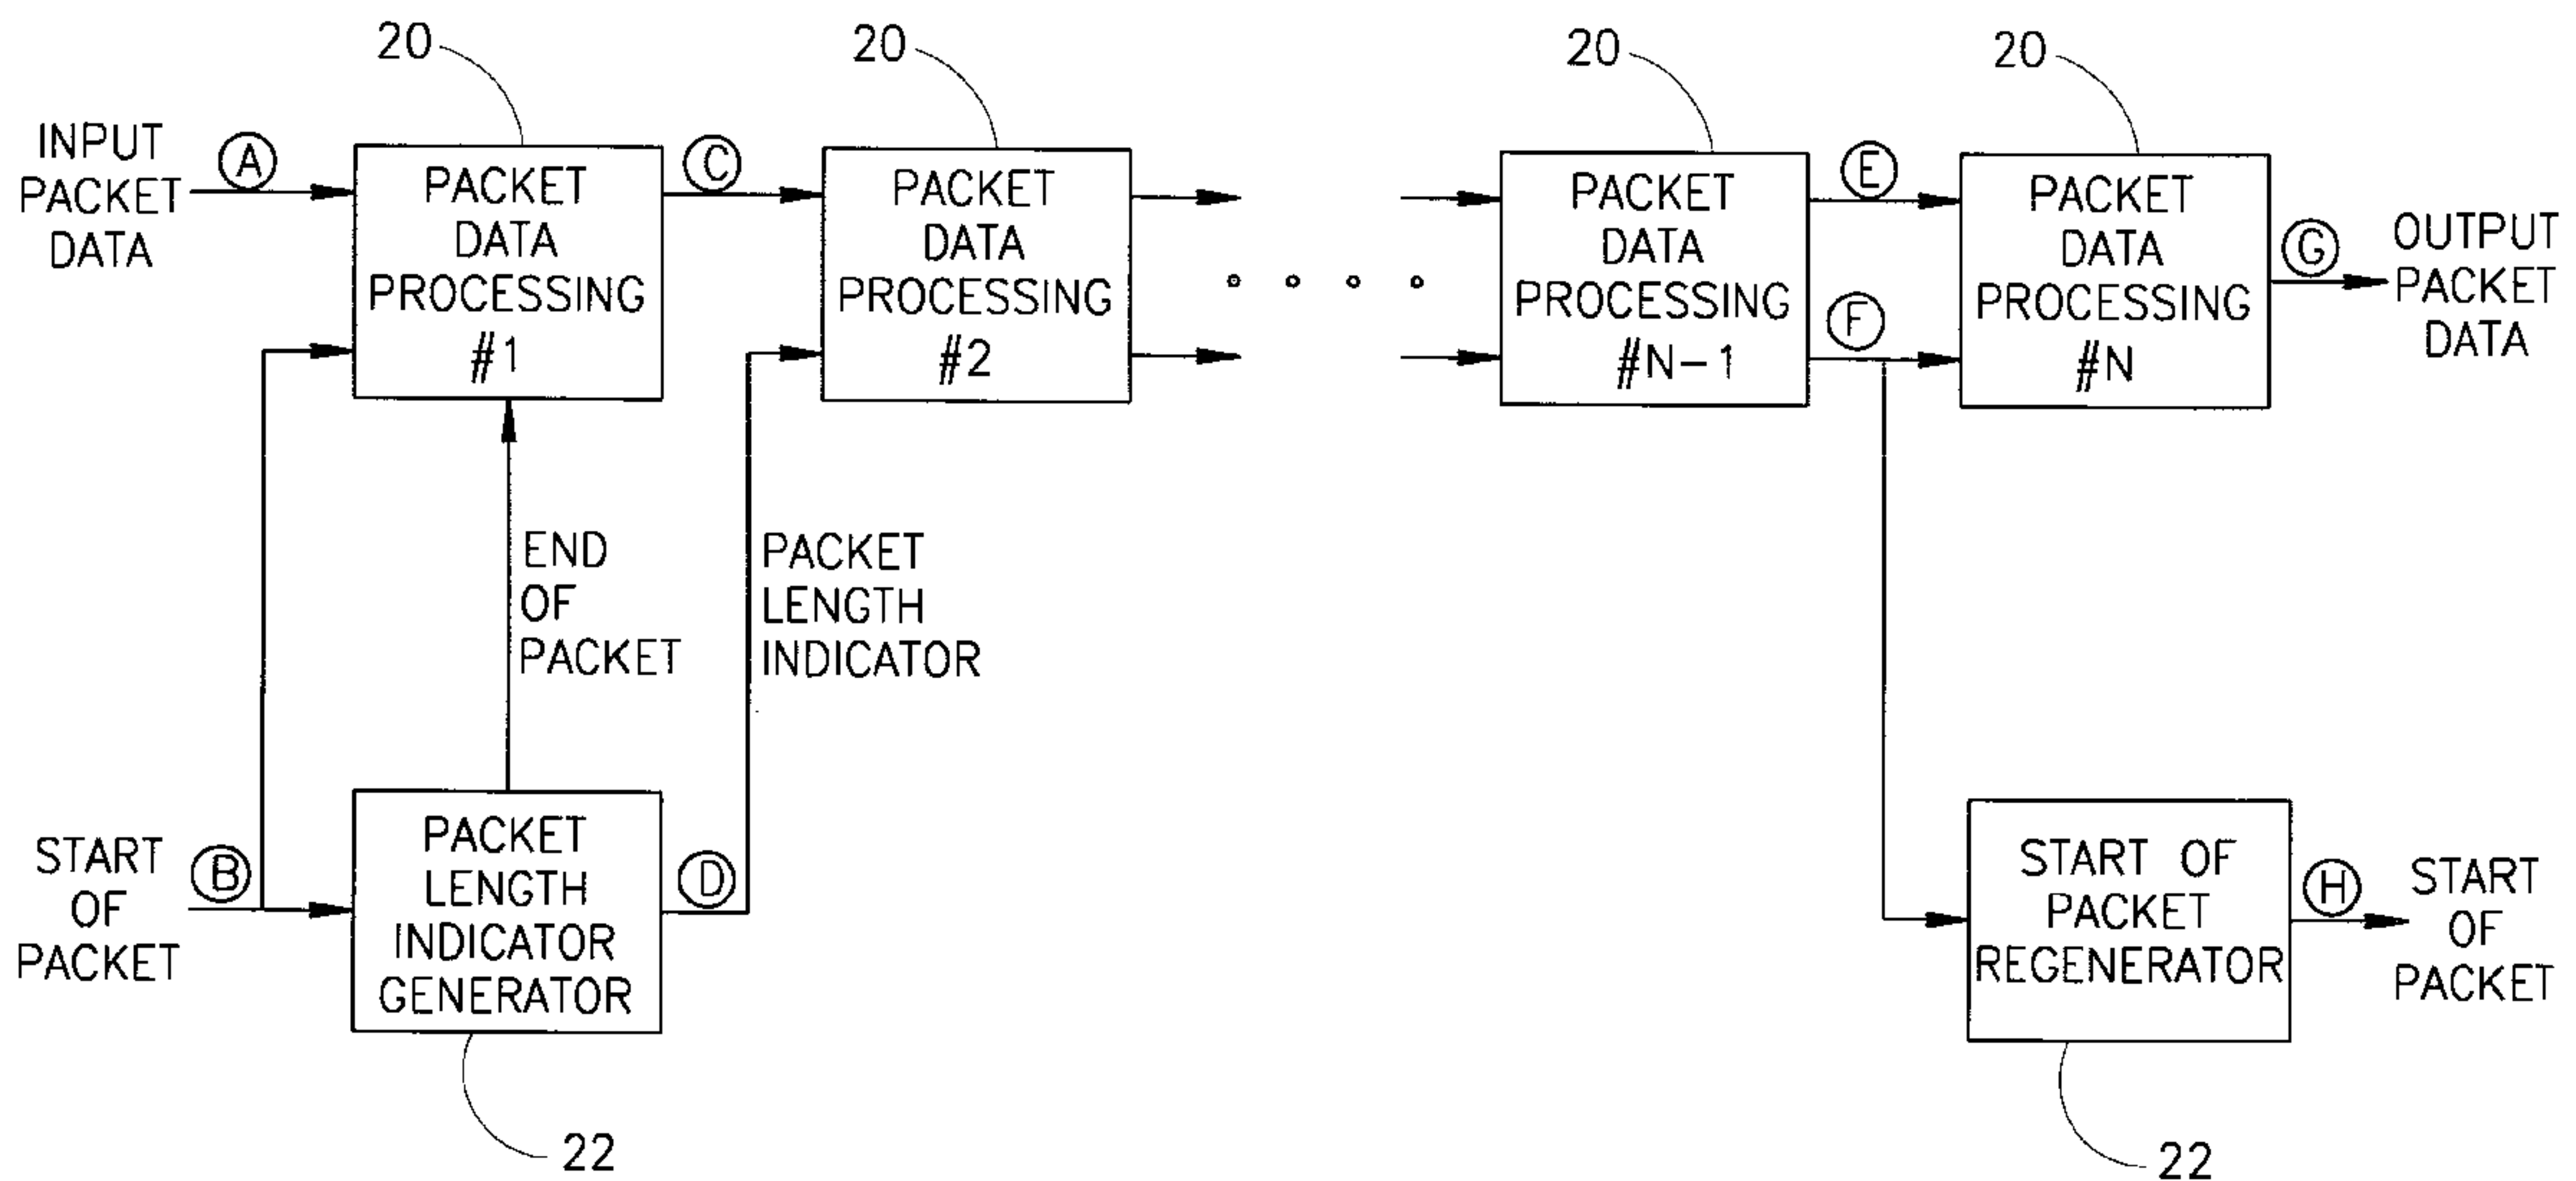 20
20
20
20
INPUT
PACKET
DATA
A
PACKET
DATA
PROCESSING
#1
C
PACKET
DATA
PROCESSING
#2
PACKET
DATA
PROCESSING
#N-1
E
F
PACKET
DATA
PROCESSING
#N
G
OUTPUT
PACKET
DATA
END
OF
PACKET
PACKET
LENGTH
INDICATOR
START
OF
PACKET
B
PACKET
LENGTH
INDICATOR
GENERATOR
D
START OF
PACKET
REGENERATOR
H
START
OF
PACKET
22
22